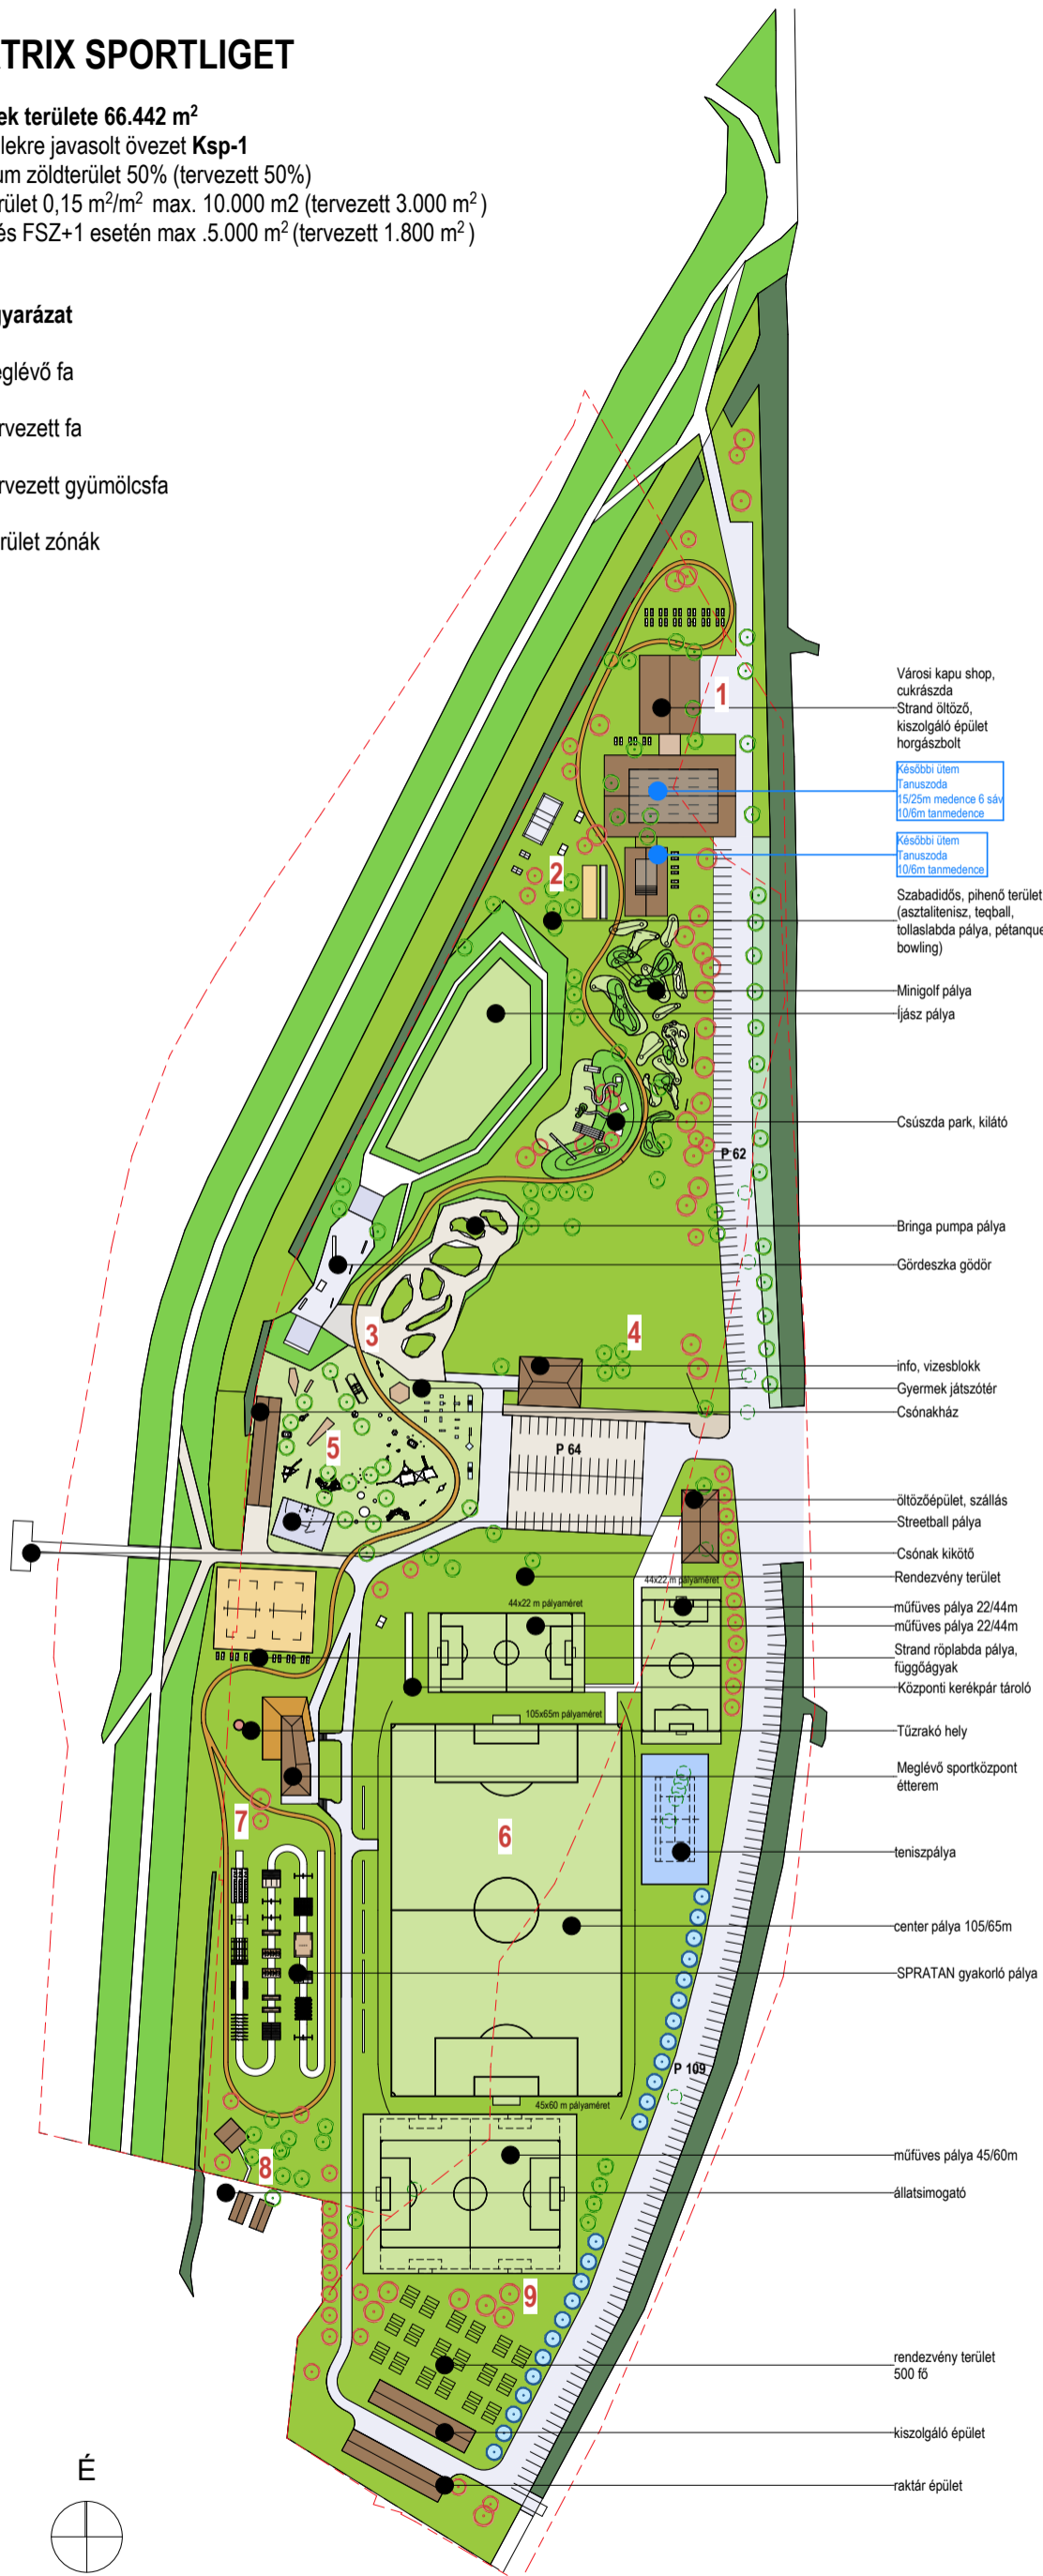 TRIX SPORTLIGET
ek területe 66.442 m²
lekre javasolt övezet Ksp-1
um zöldterület 50% (tervezett 50%)
rület 0,15 m²/m² max. 10.000 m2 (tervezett 3.000 m²)
és FSZ+1 esetén max .5.000 m² (tervezett 1.800 m²)
gyarázat
eglévő fa
rvezett fa
rvezett gyümölcsfa
rület zónák
1
Városi kapu shop,
cukrászda
Strand öltöző,
kiszolgáló épület
horgászbolt
Későbbi ütem
Tanuszoda
15/25m medence 6 sáv
10/6m tanmedence
Későbbi ütem
Tanuszoda
10/6m tanmedence
2
Szabadidős, pihenő terület
(asztalitenisz, teqball,
tollaslabda pálya, pétanque
bowling)
Minigolf pálya
Íjász pálya
Csúszda park, kilátó
P 62
Bringa pumpa pálya
Gördeszka gödör
3
4
info, vizesblokk
Gyermek játszótér
Csónakház
5
P 64
öltözőépület, szállás
Streetball pálya
Csónak kikötő
Rendezvény terület
44x22 m pályaméret
44x22 m pályaméret
műfüves pálya 22/44m
műfüves pálya 22/44m
Strand röplabda pálya,
függőágyak
Központi kerékpár tároló
105x65m pályaméret
Tűzrakó hely
Meglévő sportközpont
étterem
7
6
teniszpálya
center pálya 105/65m
SPRATAN gyakorló pálya
P 109
45x60 m pályaméret
műfüves pálya 45/60m
8
állatsimogató
9
rendezvény terület
500 fő
kiszolgáló épület
raktár épület
É